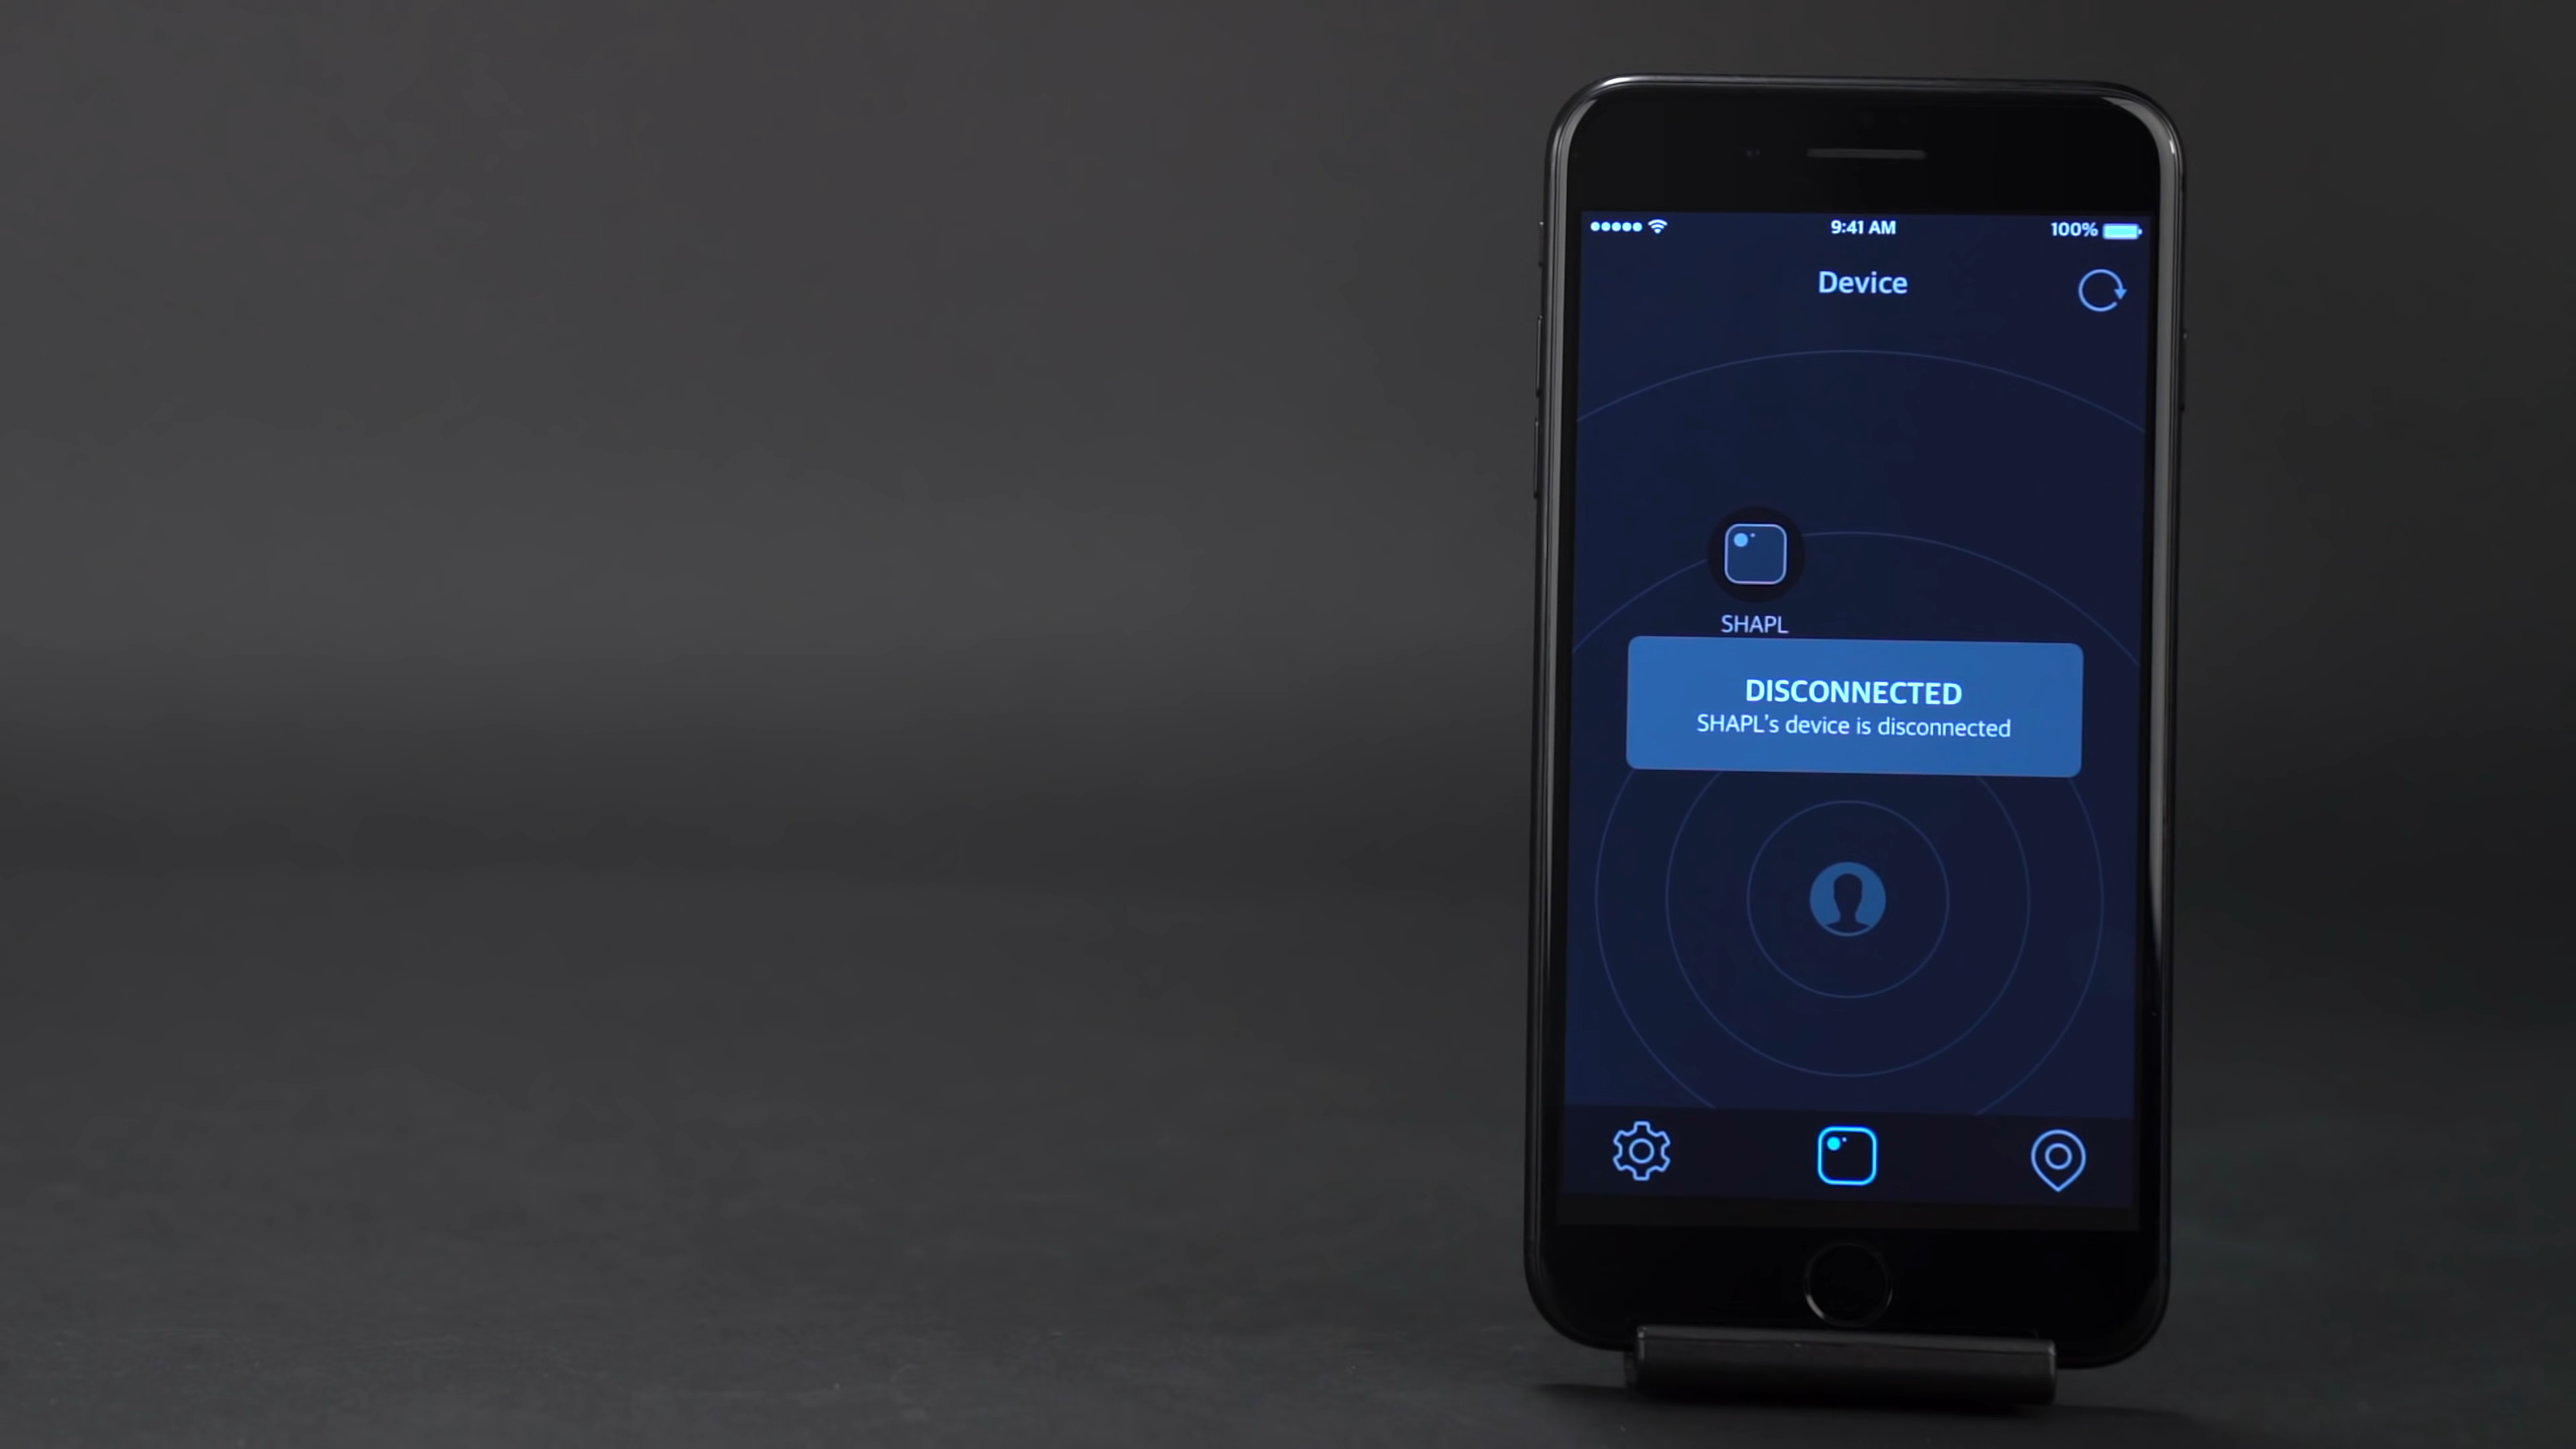 9:41 AM
100%
Device
SHAPL
DISCONNECTED
SHAPL's device is disconnected